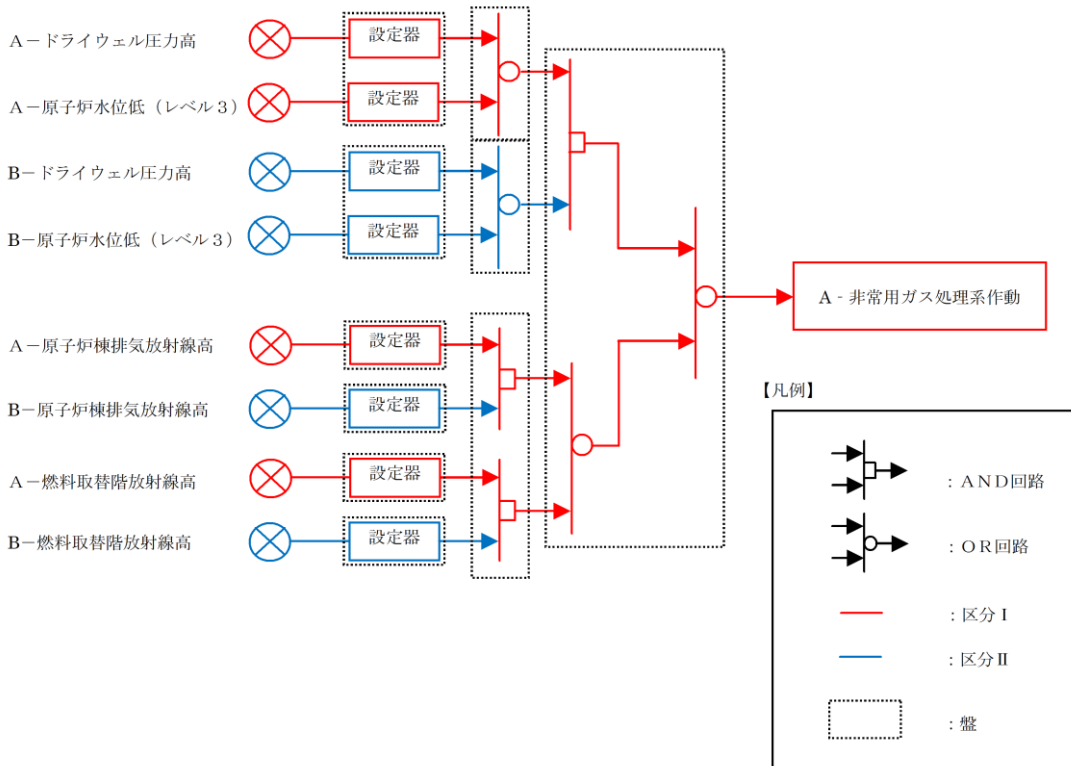 A－ドライウェル圧力高
設定器
A－原子炉水位低（レベル３）
設定器
B－ドライウェル圧力高
設定器
B－原子炉水位低（レベル３）
設定器
A‐非常用ガス処理系作動
A－原子炉棟排気放射線高
設定器
B－原子炉棟排気放射線高
設定器
A－燃料取替階放射線高
設定器
B－燃料取替階放射線高
設定器
【凡例】
：ＡＮＤ回路
：ＯＲ回路
：区分Ⅰ
：区分Ⅱ
：盤